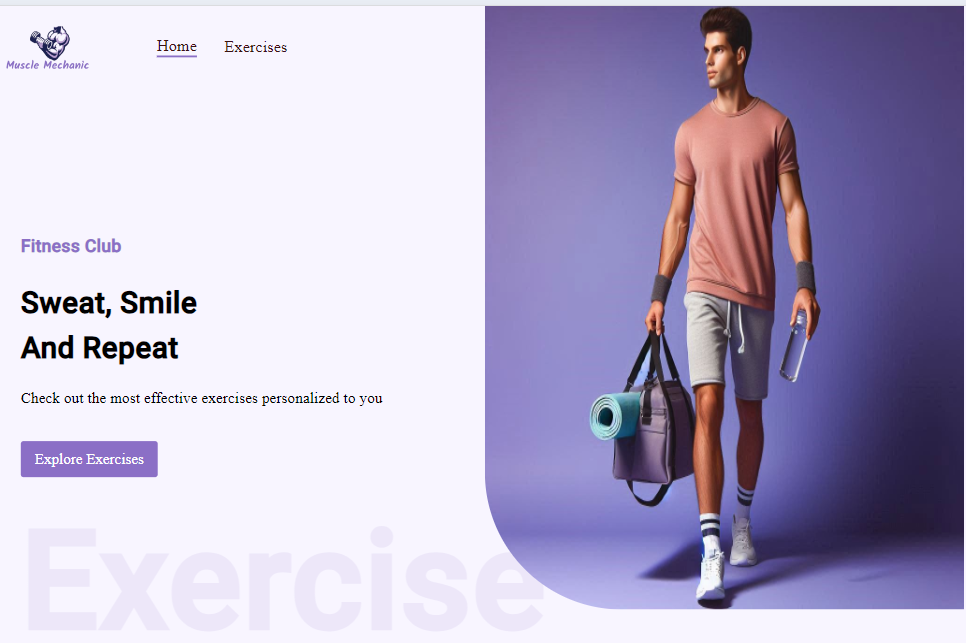 Muscle Mechanic
Home
Exercises
Fitness Club
Sweat, Smile
And Repeat
Check out the most effective exercises personalized to you
Explore Exercises
Exercise